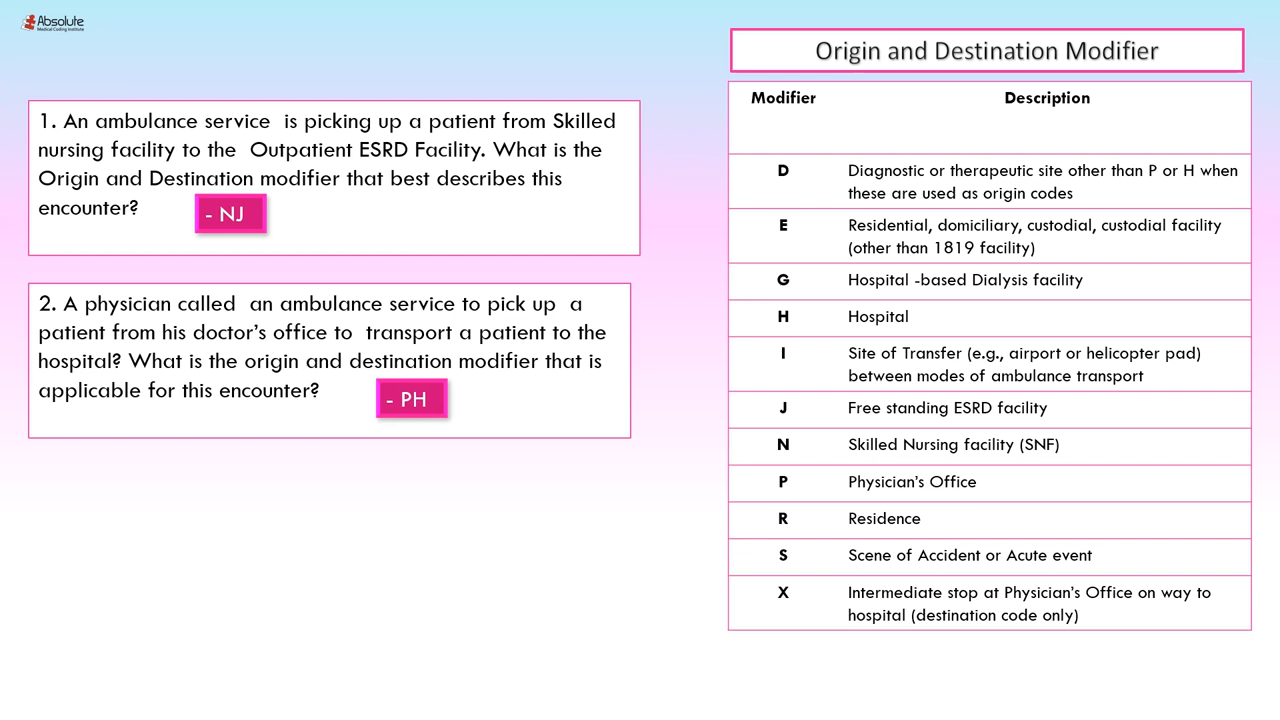 Absolute
Medical Coding Institute
1. An ambulance service is picking up a patient from Skilled
nursing facility to the Outpatient ESRD Facility. What is the
Origin and Destination modifier that best describes this
encounter?
- NJ
2. A physician called an ambulance service to pick up a
patient from his doctor's office to transport a patient to the
hospital? What is the origin and destination modifier that is
applicable for this encounter?
- PH
Origin and Destination Modifier
Modifier Description
D Diagnostic or therapeutic site other than P or H when
these are used as origin codes
E Residential, domiciliary, custodial, custodial facility
(other than 1819 facility)
G Hospital -based Dialysis facility
H Hospital
I Site of Transfer (e.g., airport or helicopter pad)
between modes of ambulance transport
J Free standing ESRD facility
N Skilled Nursing facility (SNF)
P Physician's Office
R Residence
S Scene of Accident or Acute event
X Intermediate stop at Physician's Office on way to
hospital (destination code only)